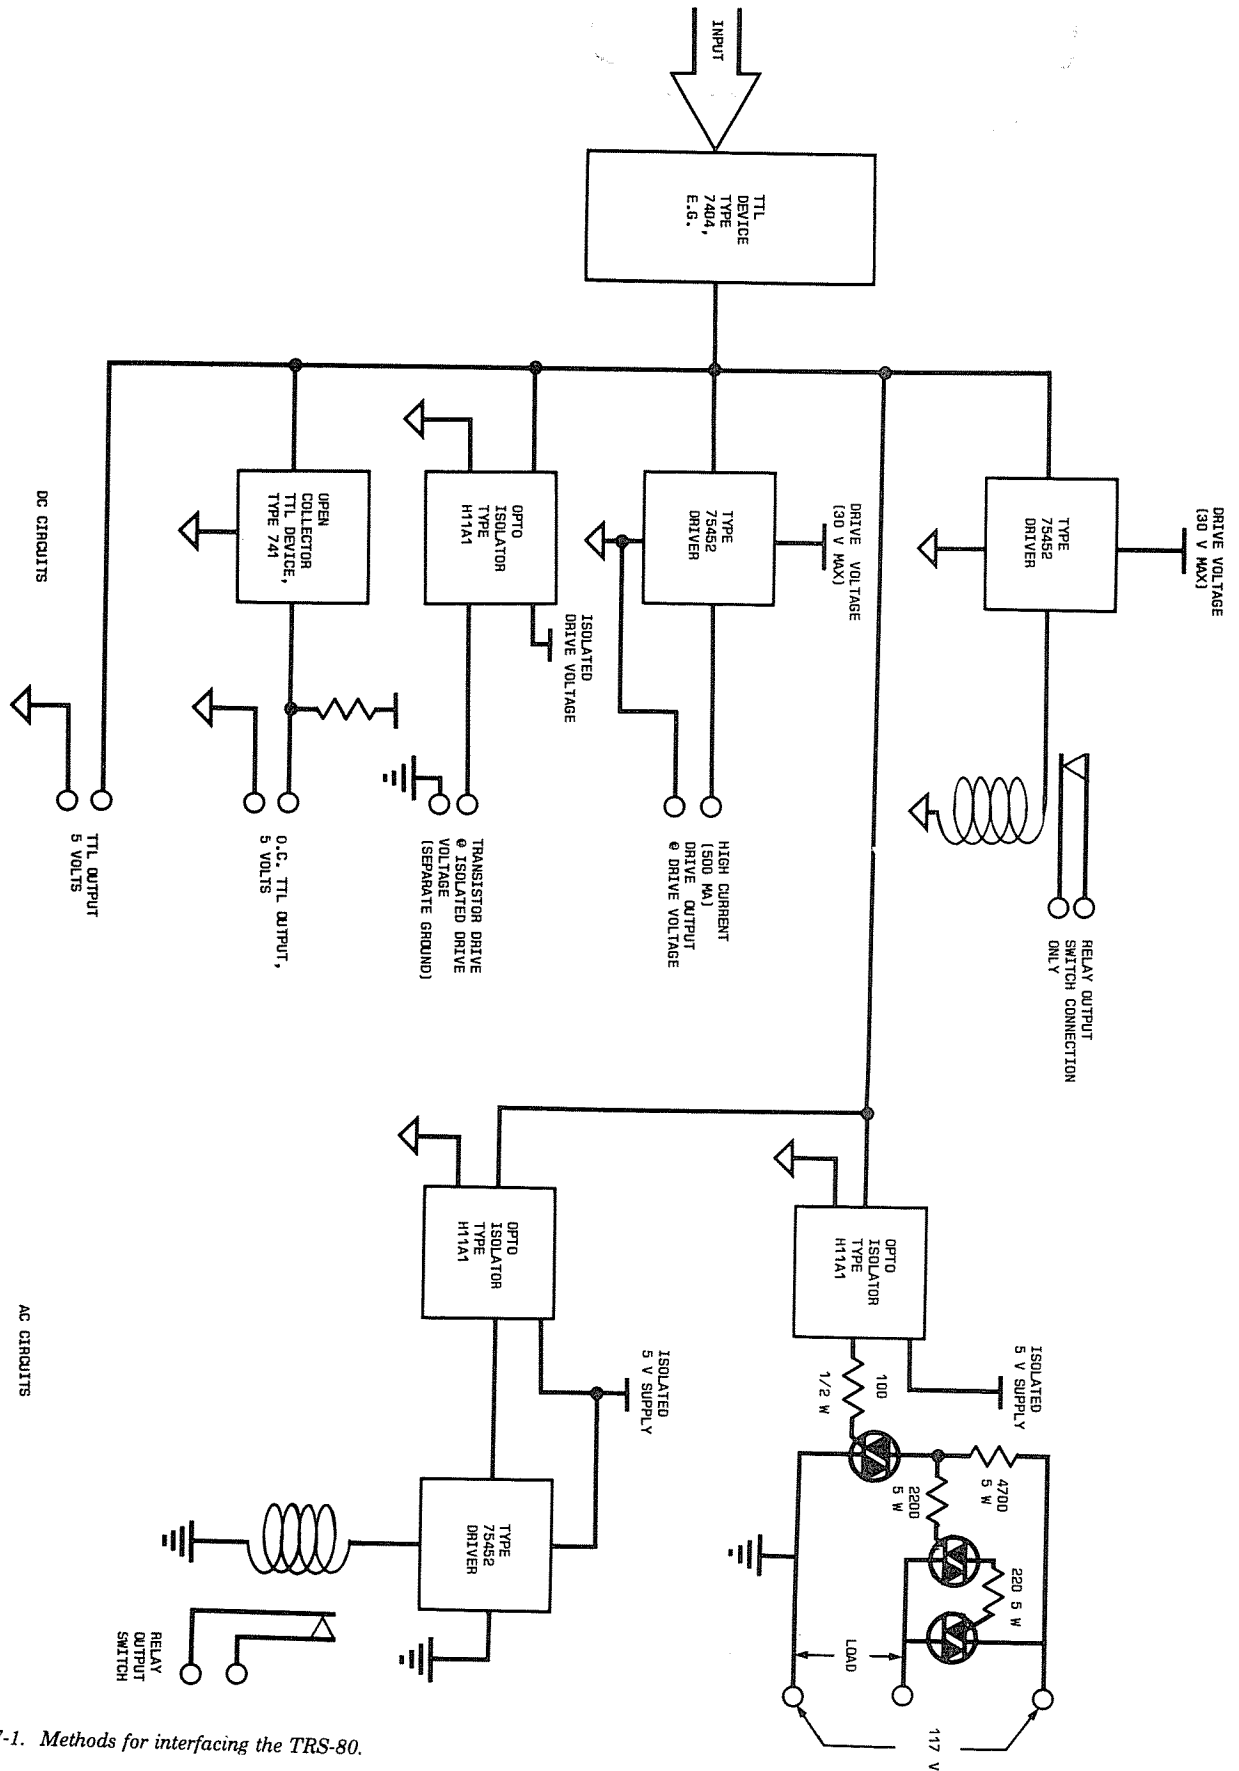 INPUT
TTL
DEVICE
TYPE
7404,
E.G.
DRIVE VOLTAGE
(30 V MAX)
TYPE
75452
DRIVER
RELAY OUTPUT
SWITCH CONNECTION
ONLY
DRIVE VOLTAGE
(30 V MAX)
TYPE
75452
DRIVER
HIGH CURRENT
(500 MA)
DRIVE OUTPUT
@ DRIVE VOLTAGE
OPTO
ISOLATOR
TYPE
H11A1
ISOLATED
DRIVE VOLTAGE
TRANSISTOR DRIVE
@ ISOLATED DRIVE
VOLTAGE
(SEPARATE GROUND)
OPEN
COLLECTOR
TTL DEVICE,
TYPE 741
O.C. TTL OUTPUT,
5 VOLTS
TTL OUTPUT
5 VOLTS
DC CIRCUITS
OPTO
ISOLATOR
TYPE
H11A1
ISOLATED
5 V SUPPLY
100
1/2 W
4700
5 W
2200
5 W
220 5 W
LOAD
117 V
OPTO
ISOLATOR
TYPE
H11A1
ISOLATED
5 V SUPPLY
TYPE
75452
DRIVER
RELAY
OUTPUT
SWITCH
AC CIRCUITS
7-1. Methods for interfacing the TRS-80.